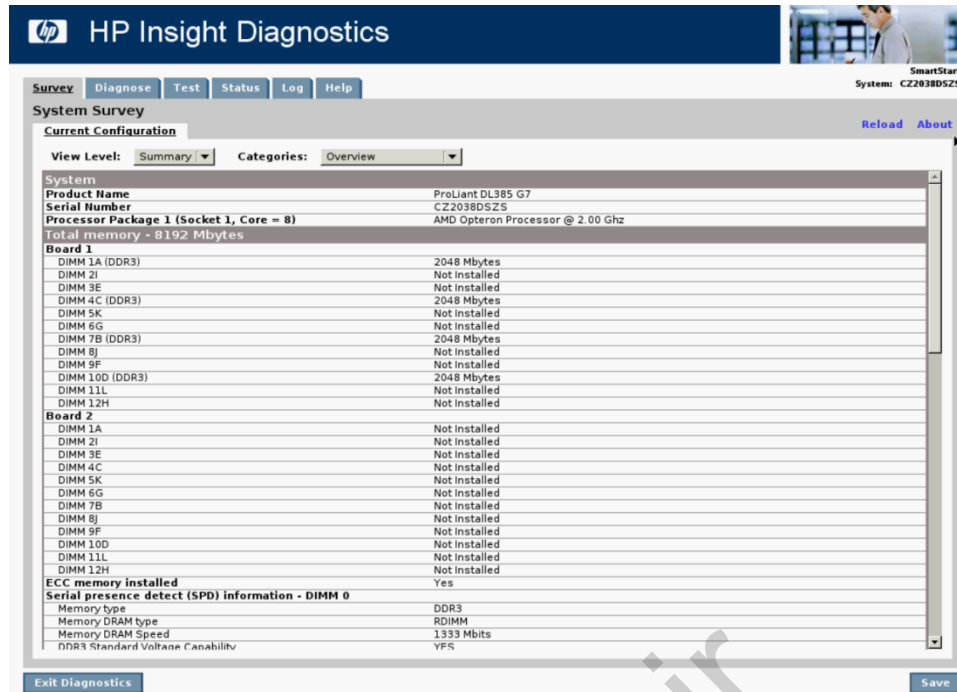 hp HP Insight Diagnostics
SmartStar
System: CZ2038DSZS
Survey Diagnose Test Status Log Help
System Survey
Reload About
Current Configuration
View Level: Summary Categories: Overview
System
Product Name ProLiant DL385 G7
Serial Number CZ2038DSZS
Processor Package 1 (Socket 1, Core = 8) AMD Opteron Processor @ 2.00 Ghz
Total memory - 8192 Mbytes
Board 1
DIMM 1A (DDR3) 2048 Mbytes
DIMM 2I Not Installed
DIMM 3E Not Installed
DIMM 4C (DDR3) 2048 Mbytes
DIMM 5K Not Installed
DIMM 6G Not Installed
DIMM 7B (DDR3) 2048 Mbytes
DIMM 8J Not Installed
DIMM 9F Not Installed
DIMM 10D (DDR3) 2048 Mbytes
DIMM 11L Not Installed
DIMM 12H Not Installed
Board 2
DIMM 1A Not Installed
DIMM 2I Not Installed
DIMM 3E Not Installed
DIMM 4C Not Installed
DIMM 5K Not Installed
DIMM 6G Not Installed
DIMM 7B Not Installed
DIMM 8J Not Installed
DIMM 9F Not Installed
DIMM 10D Not Installed
DIMM 11L Not Installed
DIMM 12H Not Installed
ECC memory installed Yes
Serial presence detect (SPD) information - DIMM 0
Memory type DDR3
Memory DRAM type RDIMM
Memory DRAM Speed 1333 Mbits
DDR3 Standard Voltage Capability YES
Exit Diagnostics Save